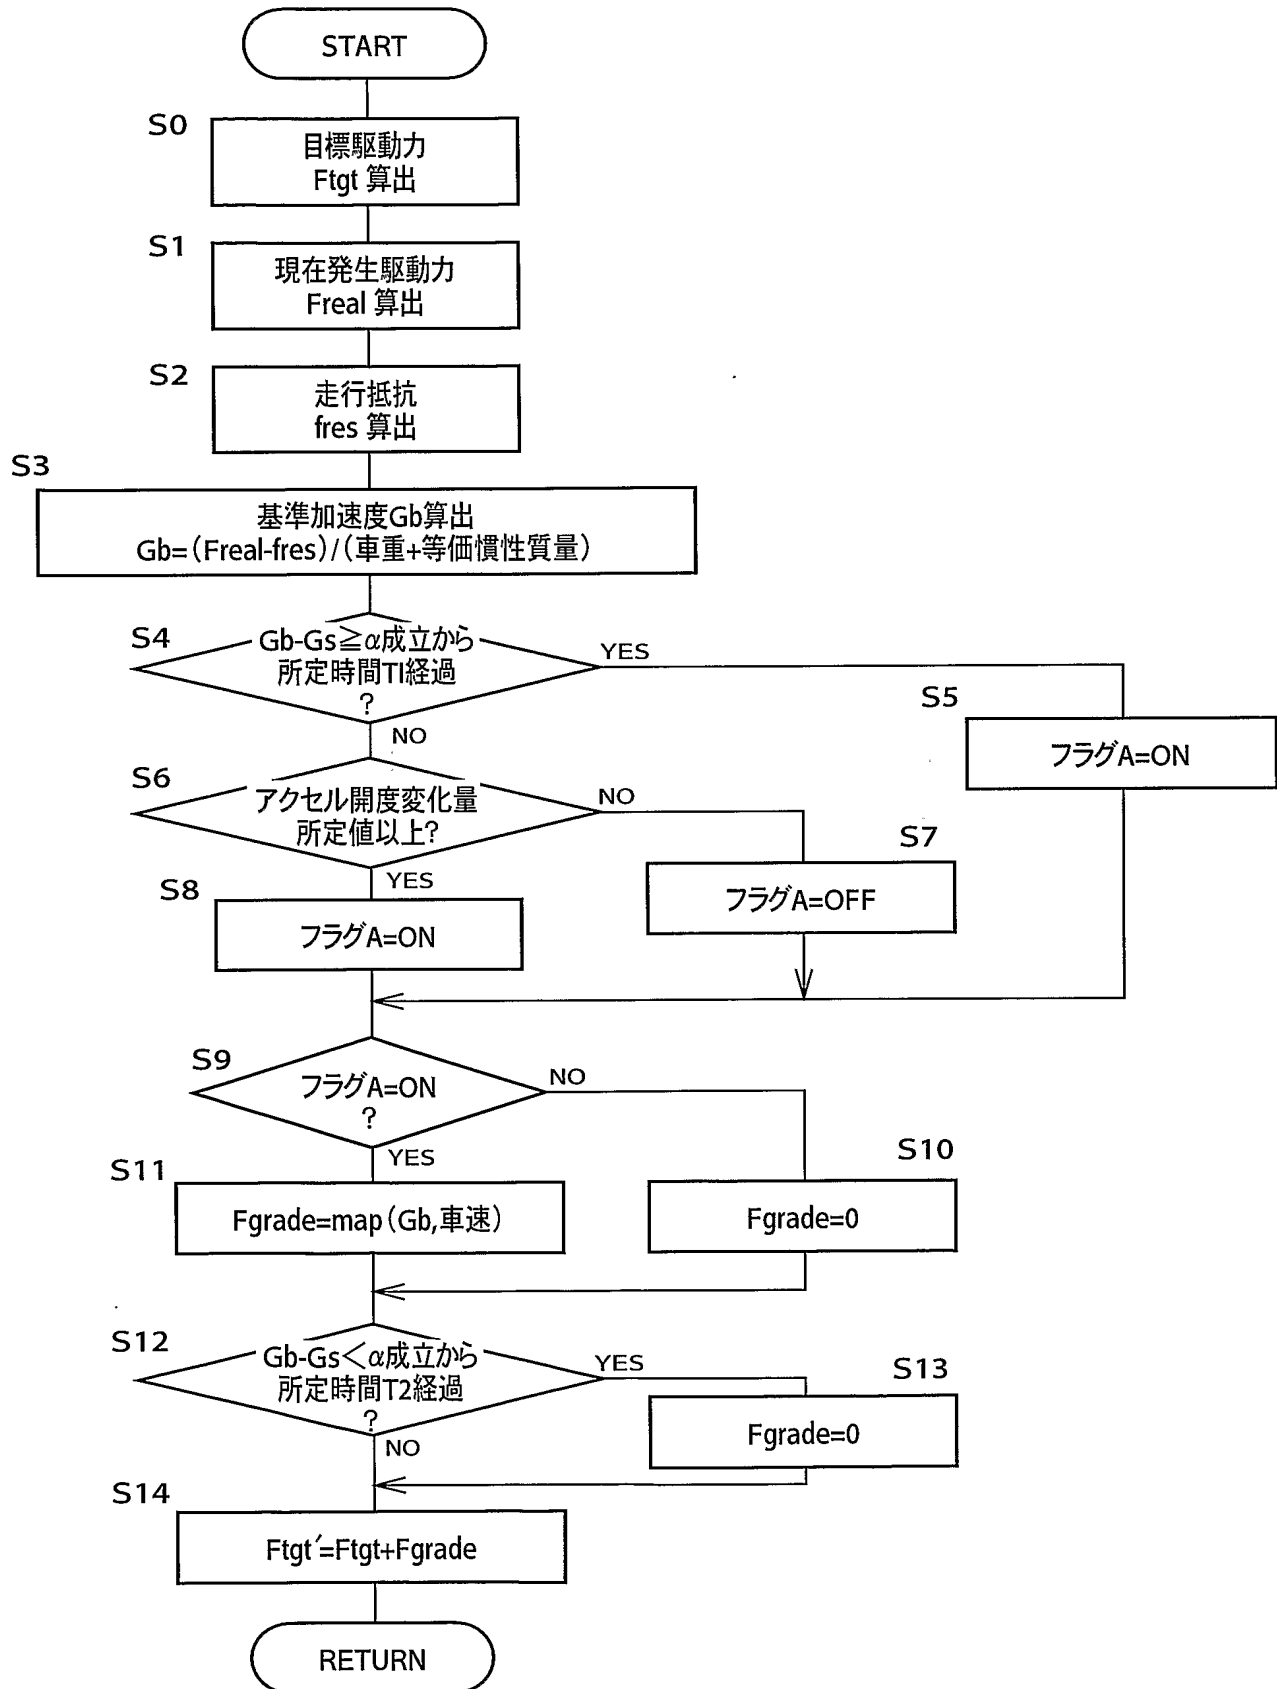 START
S0
目標駆動力
Ftgt 算出
S1
現在発生駆動力
Freal 算出
S2
走行抵抗
fres 算出
S3
基準加速度Gb算出
Gb=(Freal-fres)/(車重+等価慣性質量)
S4
Gb-Gs≧α成立から
所定時間T1経過
?
YES
NO
S5
フラグA=ON
S6
アクセル開度変化量
所定値以上?
NO
YES
S7
フラグA=OFF
S8
フラグA=ON
S9
フラグA=ON
?
NO
YES
S10
Fgrade=0
S11
Fgrade=map(Gb,車速)
S12
Gb-Gs<α成立から
所定時間T2経過
?
YES
NO
S13
Fgrade=0
S14
Ftgt´=Ftgt+Fgrade
RETURN